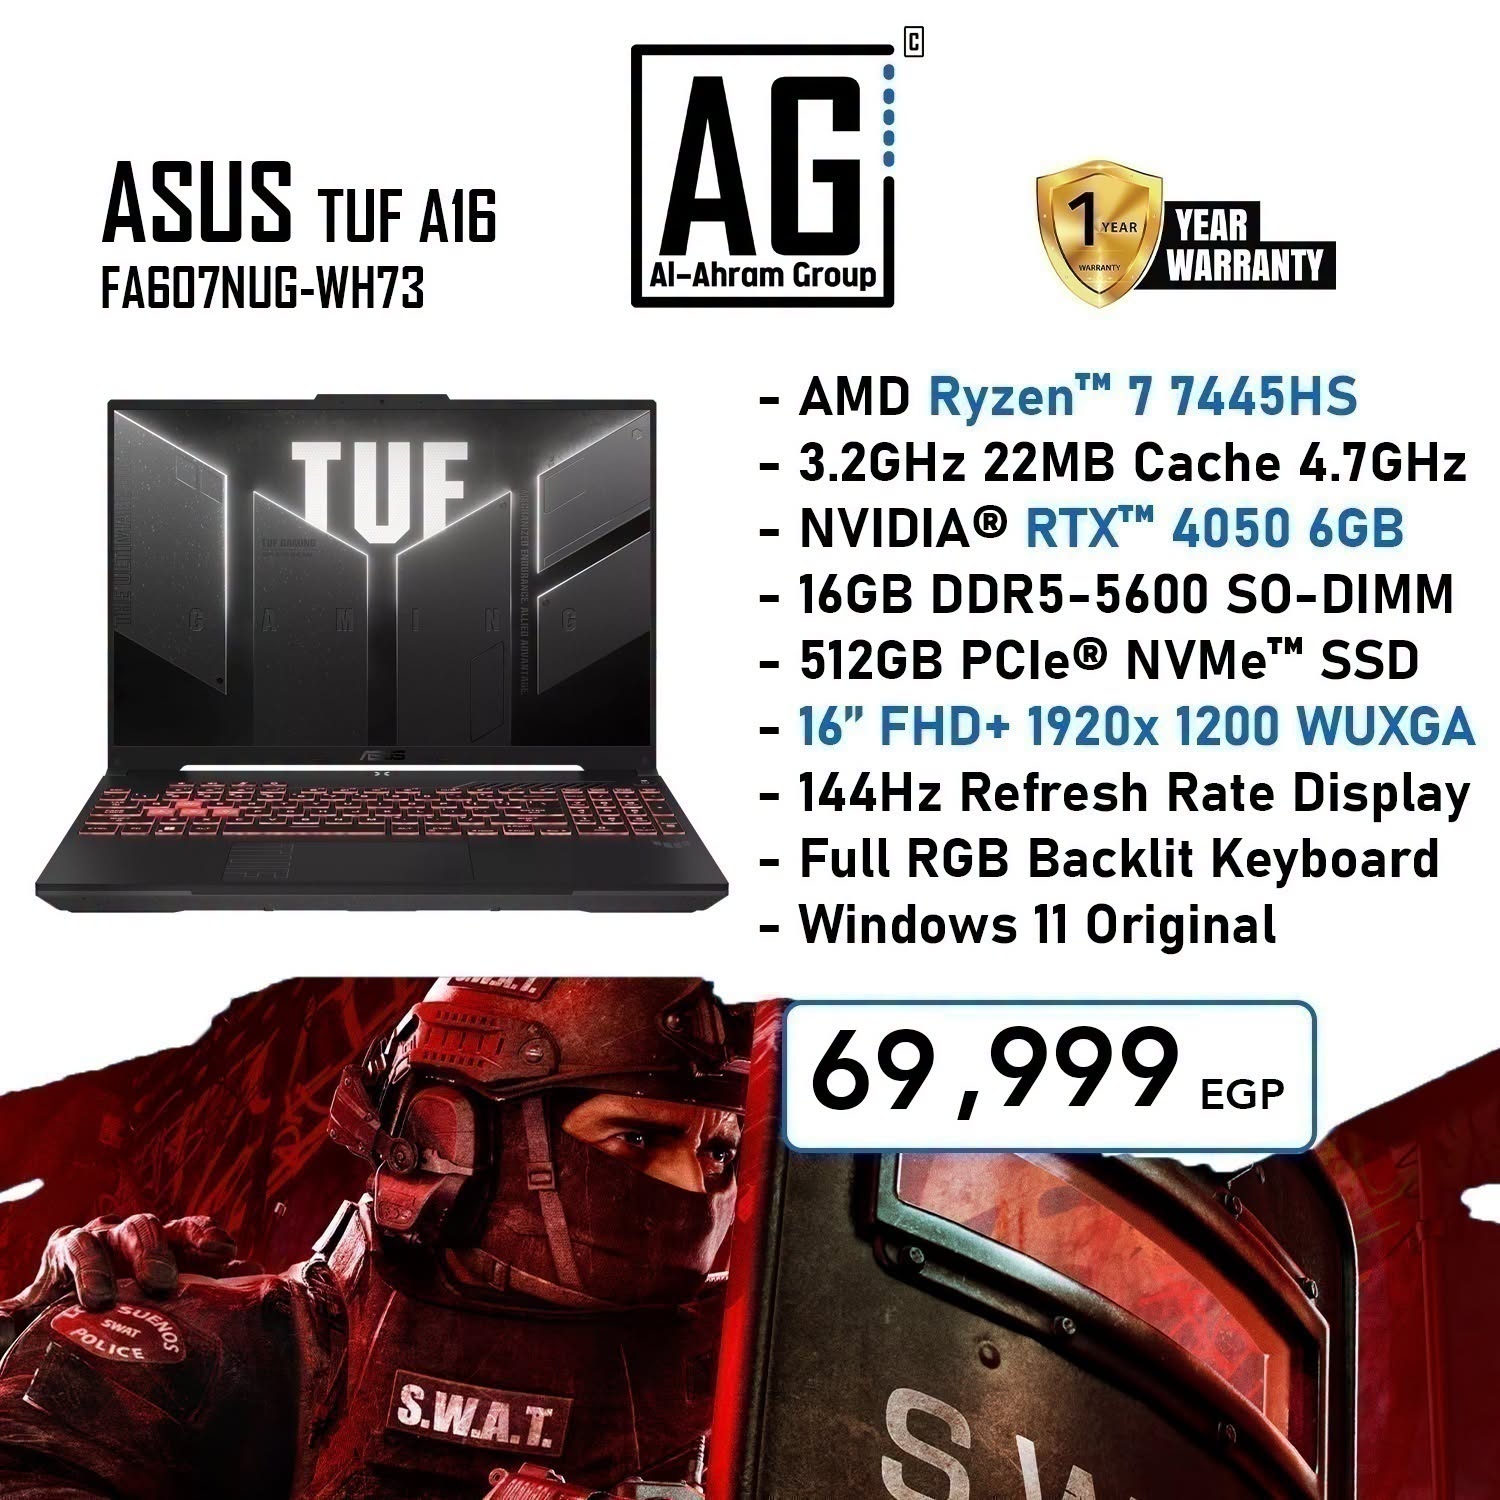 C
AG
Al-Ahram Group
ASUS TUF A16
FA607NUG-WH73
1 YEAR
WARRANTY
YEAR
WARRANTY
TUF
TUF GAMING
GAMING
ASUS
- AMD Ryzen™ 7 7445HS
- 3.2GHz 22MB Cache 4.7GHz
- NVIDIA® RTX™ 4050 6GB
- 16GB DDR5-5600 SO-DIMM
- 512GB PCIe® NVMe™ SSD
- 16” FHD+ 1920x 1200 WUXGA
- 144Hz Refresh Rate Display
- Full RGB Backlit Keyboard
- Windows 11 Original
69,999 EGP
S.W.A.T.
SUENOS
SWAT
POLICE
S.W.A.T.
S W A